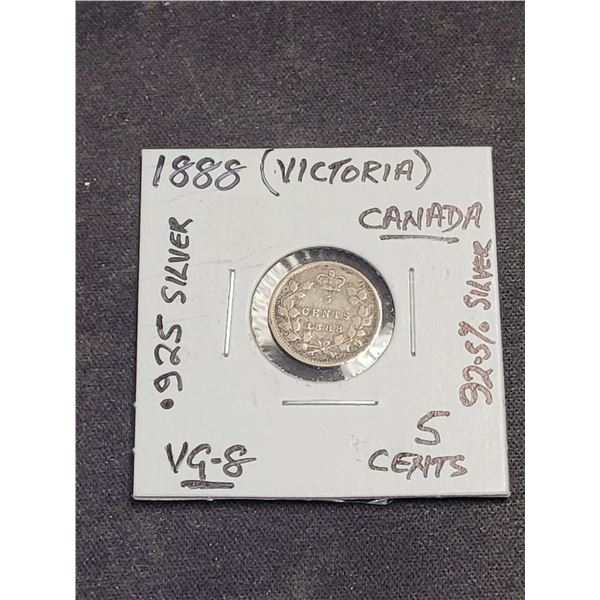 1888 (VICTORIA)
CANADA
.925 SILVER
92.5% SILVER
5
CENTS
1888
VG-8
5
CENTS